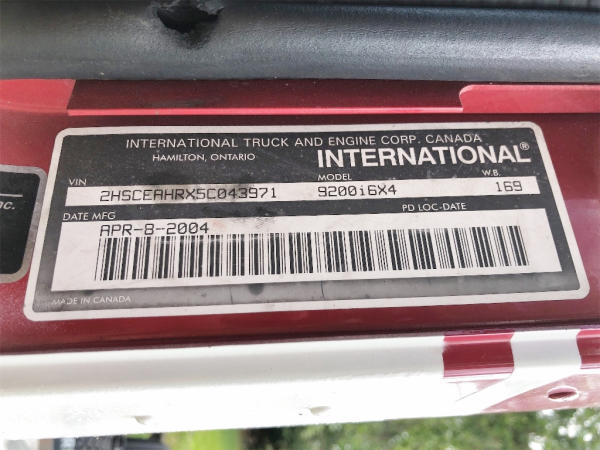 INTERNATIONAL TRUCK AND ENGINE CORP. CANADA
HAMILTON, ONTARIO
INTERNATIONAL®
VIN MODEL W.B.
2HSCEAHRX5C043971 9200i6X4 169
DATE MFG PD LOC-DATE
APR-8-2004
MADE IN CANADA
nc.